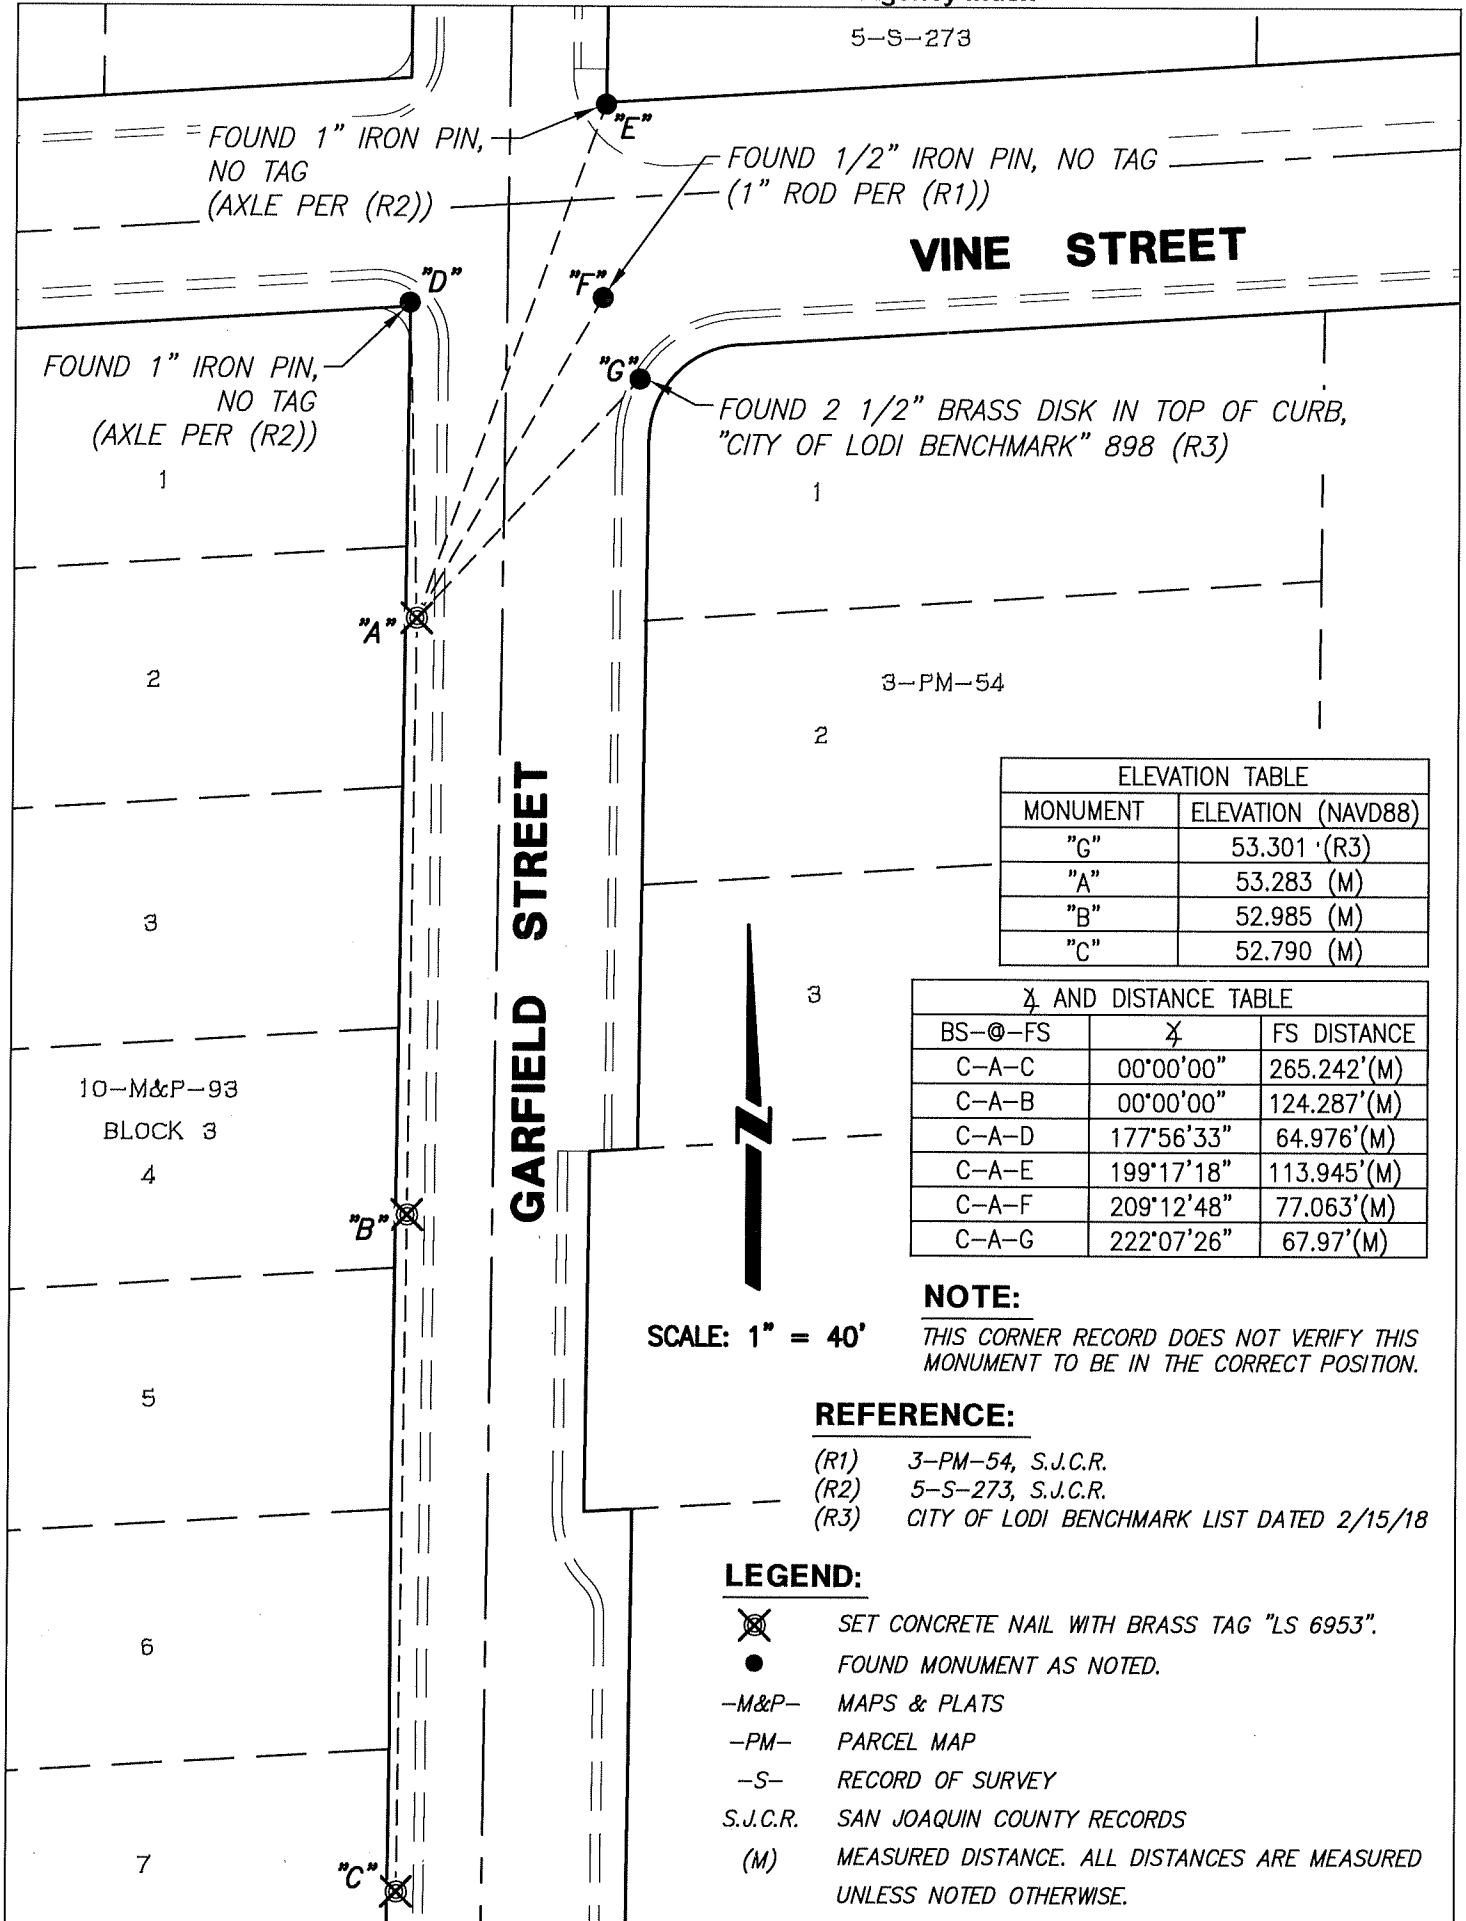 5-S-273
"E"
FOUND 1" IRON PIN,
NO TAG
(AXLE PER (R2))
FOUND 1/2" IRON PIN, NO TAG
(1" ROD PER (R1))
VINE STREET
"D"
"F"
FOUND 1" IRON PIN,
NO TAG
(AXLE PER (R2))
"G"
FOUND 2 1/2" BRASS DISK IN TOP OF CURB,
"CITY OF LODI BENCHMARK" 898 (R3)
1
1
"A"
2
3-PM-54
2
GARFIELD STREET
ELEVATION TABLE
MONUMENT ELEVATION (NAVD88)
"G" 53.301 (R3)
"A" 53.283 (M)
"B" 52.985 (M)
"C" 52.790 (M)
3
3
∡ AND DISTANCE TABLE
BS-@-FS ∡ FS DISTANCE
C-A-C 00°00'00" 265.242'(M)
C-A-B 00°00'00" 124.287'(M)
C-A-D 177°56'33" 64.976'(M)
C-A-E 199°17'18" 113.945'(M)
C-A-F 209°12'48" 77.063'(M)
C-A-G 222°07'26" 67.97'(M)
10-M&P-93
BLOCK 3
4
"B"
Z
SCALE: 1" = 40'
NOTE:
THIS CORNER RECORD DOES NOT VERIFY THIS
MONUMENT TO BE IN THE CORRECT POSITION.
5
REFERENCE:
(R1) 3-PM-54, S.J.C.R.
(R2) 5-S-273, S.J.C.R.
(R3) CITY OF LODI BENCHMARK LIST DATED 2/15/18
LEGEND:
SET CONCRETE NAIL WITH BRASS TAG "LS 6953".
FOUND MONUMENT AS NOTED.
-M&P- MAPS & PLATS
-PM- PARCEL MAP
-S- RECORD OF SURVEY
S.J.C.R. SAN JOAQUIN COUNTY RECORDS
(M) MEASURED DISTANCE. ALL DISTANCES ARE MEASURED
UNLESS NOTED OTHERWISE.
6
7
"C"